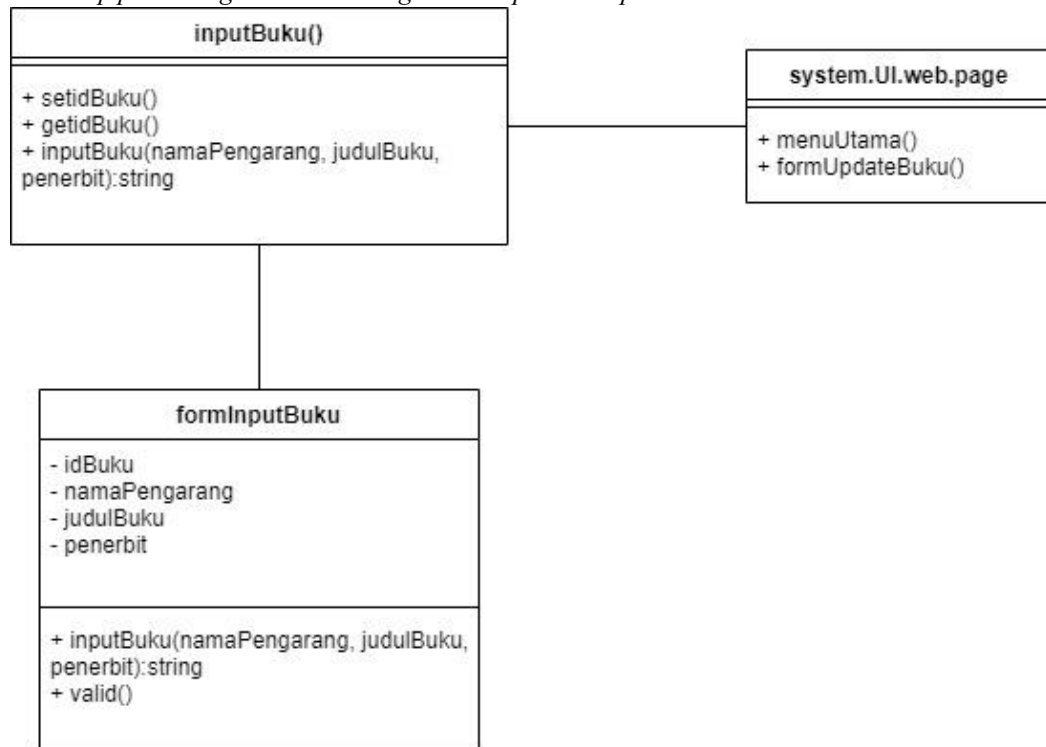 inputBuku()
+ setidBuku()
+ getidBuku()
+ inputBuku(namaPengarang, judulBuku,
penerbit):string
system.UI.web.page
+ menuUtama()
+ formUpdateBuku()
formInputBuku
- idBuku
- namaPengarang
- judulBuku
- penerbit
+ inputBuku(namaPengarang, judulBuku,
penerbit):string
+ valid()